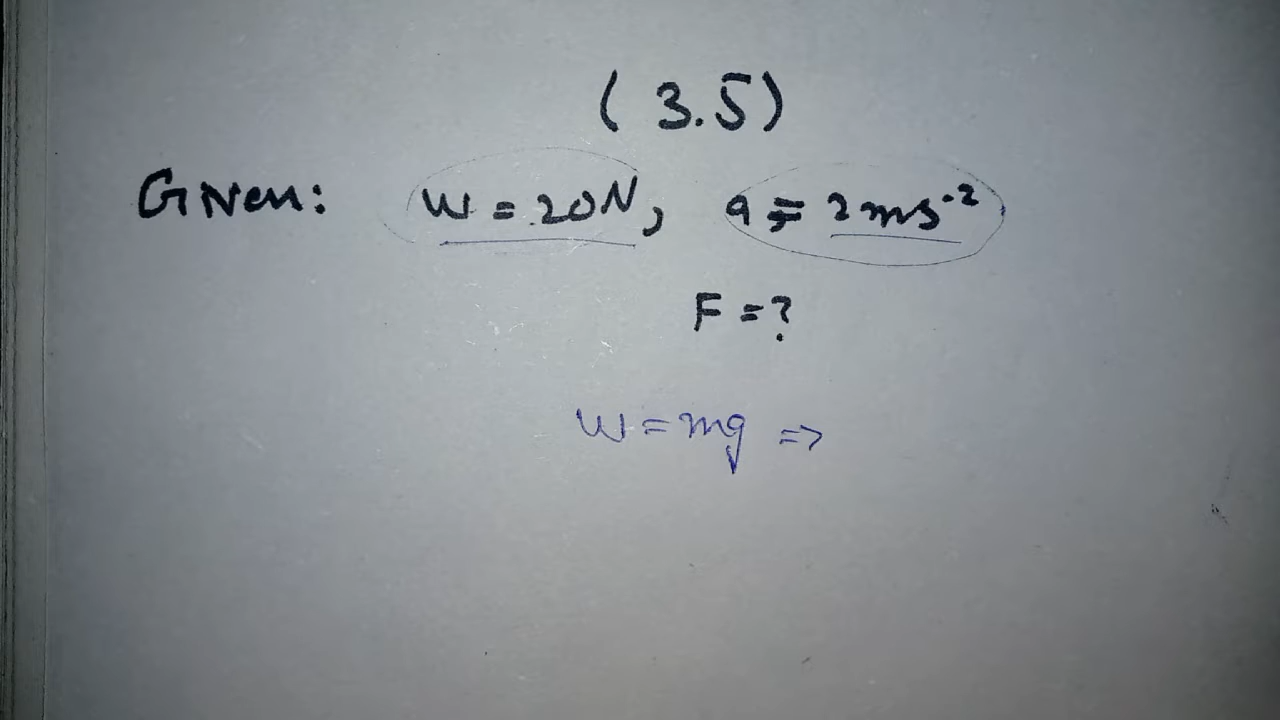 (3.5)
Given: W = 20N, a = 2ms⁻²
F = ?
W = mg =>